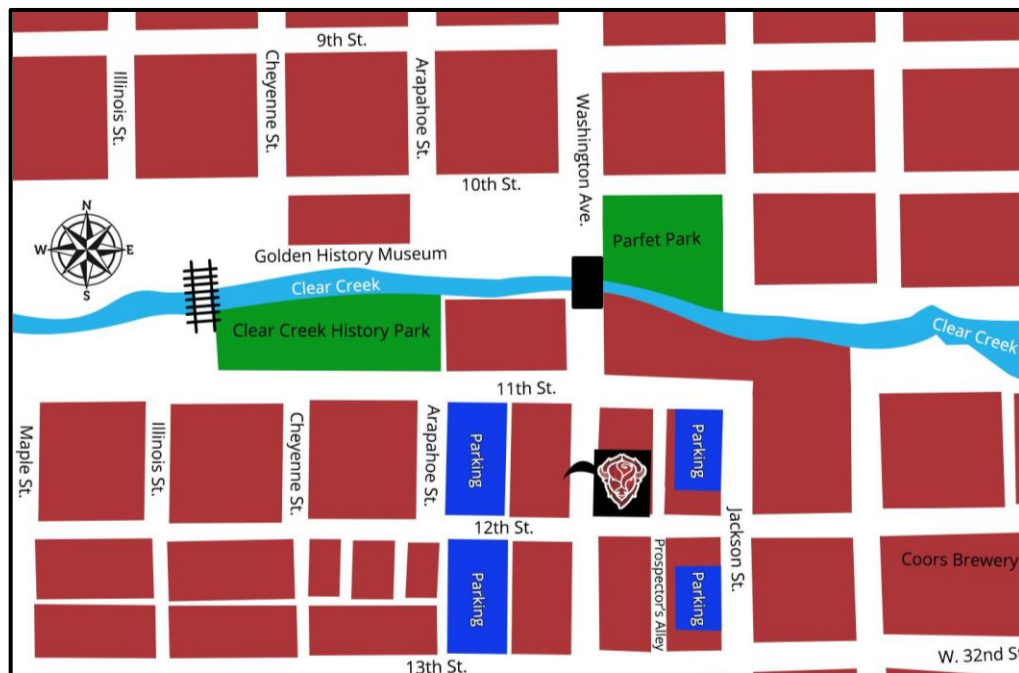 9th St.
Illinois St.
Cheyenne St.
Arapahoe St.
Washington Ave.
10th St.
N
W
E
S
Parfet Park
Golden History Museum
Clear Creek
Clear Creek History Park
Clear Creek
11th St.
Maple St.
Illinois St.
Cheyenne St.
Arapahoe St.
Parking
Parking
12th St.
Jackson St.
Prospector's Alley
Parking
Parking
Coors Brewery
13th St.
W. 32nd St